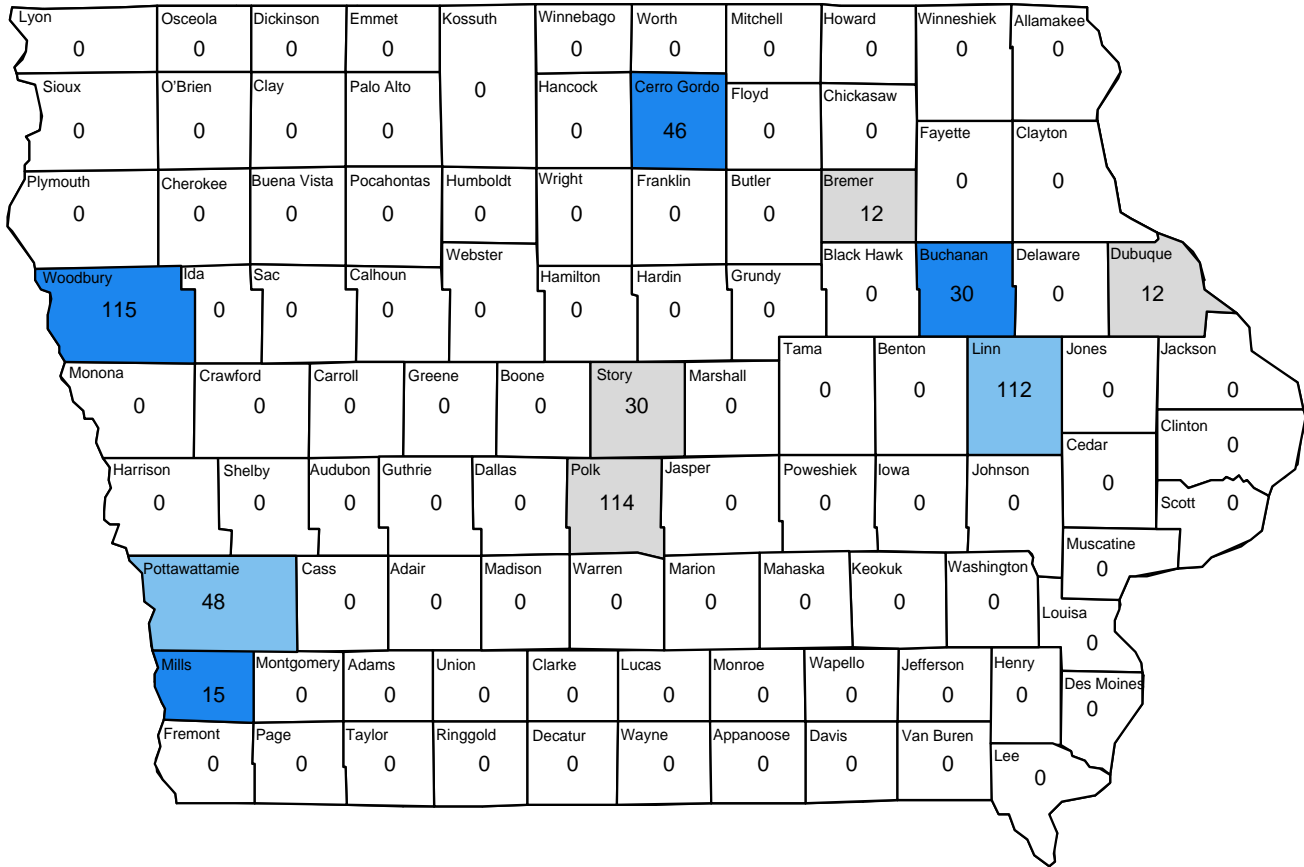 Lyon
0
Osceola
0
Dickinson
0
Emmet
0
Kossuth
0
Winnebago
0
Worth
0
Mitchell
0
Howard
0
Winneshiek
0
Allamakee
0
Sioux
0
O'Brien
0
Clay
0
Palo Alto
0
Hancock
0
Cerro Gordo
46
Floyd
0
Chickasaw
0
Fayette
0
Clayton
0
Plymouth
0
Cherokee
0
Buena Vista
0
Pocahontas
0
Humboldt
0
Wright
0
Franklin
0
Butler
0
Bremer
12
Woodbury
115
Ida
0
Sac
0
Calhoun
0
Webster
0
Hamilton
0
Hardin
0
Grundy
0
Black Hawk
0
Buchanan
30
Delaware
0
Dubuque
12
Monona
0
Crawford
0
Carroll
0
Greene
0
Boone
0
Story
30
Marshall
0
Tama
0
Benton
0
Linn
112
Jones
0
Jackson
0
Clinton
0
Cedar
0
Harrison
0
Shelby
0
Audubon
0
Guthrie
0
Dallas
0
Polk
114
Jasper
0
Poweshiek
0
Iowa
0
Johnson
0
Scott
0
Muscatine
0
Pottawattamie
48
Cass
0
Adair
0
Madison
0
Warren
0
Marion
0
Mahaska
0
Keokuk
0
Washington
0
Louisa
0
Mills
15
Montgomery
0
Adams
0
Union
0
Clarke
0
Lucas
0
Monroe
0
Wapello
0
Jefferson
0
Henry
0
Des Moines
0
Fremont
0
Page
0
Taylor
0
Ringgold
0
Decatur
0
Wayne
0
Appanoose
0
Davis
0
Van Buren
0
Lee
0